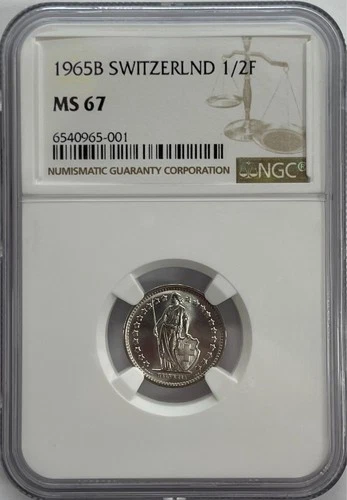 1965B SWITZERLND 1/2F
MS 67
6540965-001
NUMISMATIC GUARANTY CORPORATION
NGC®